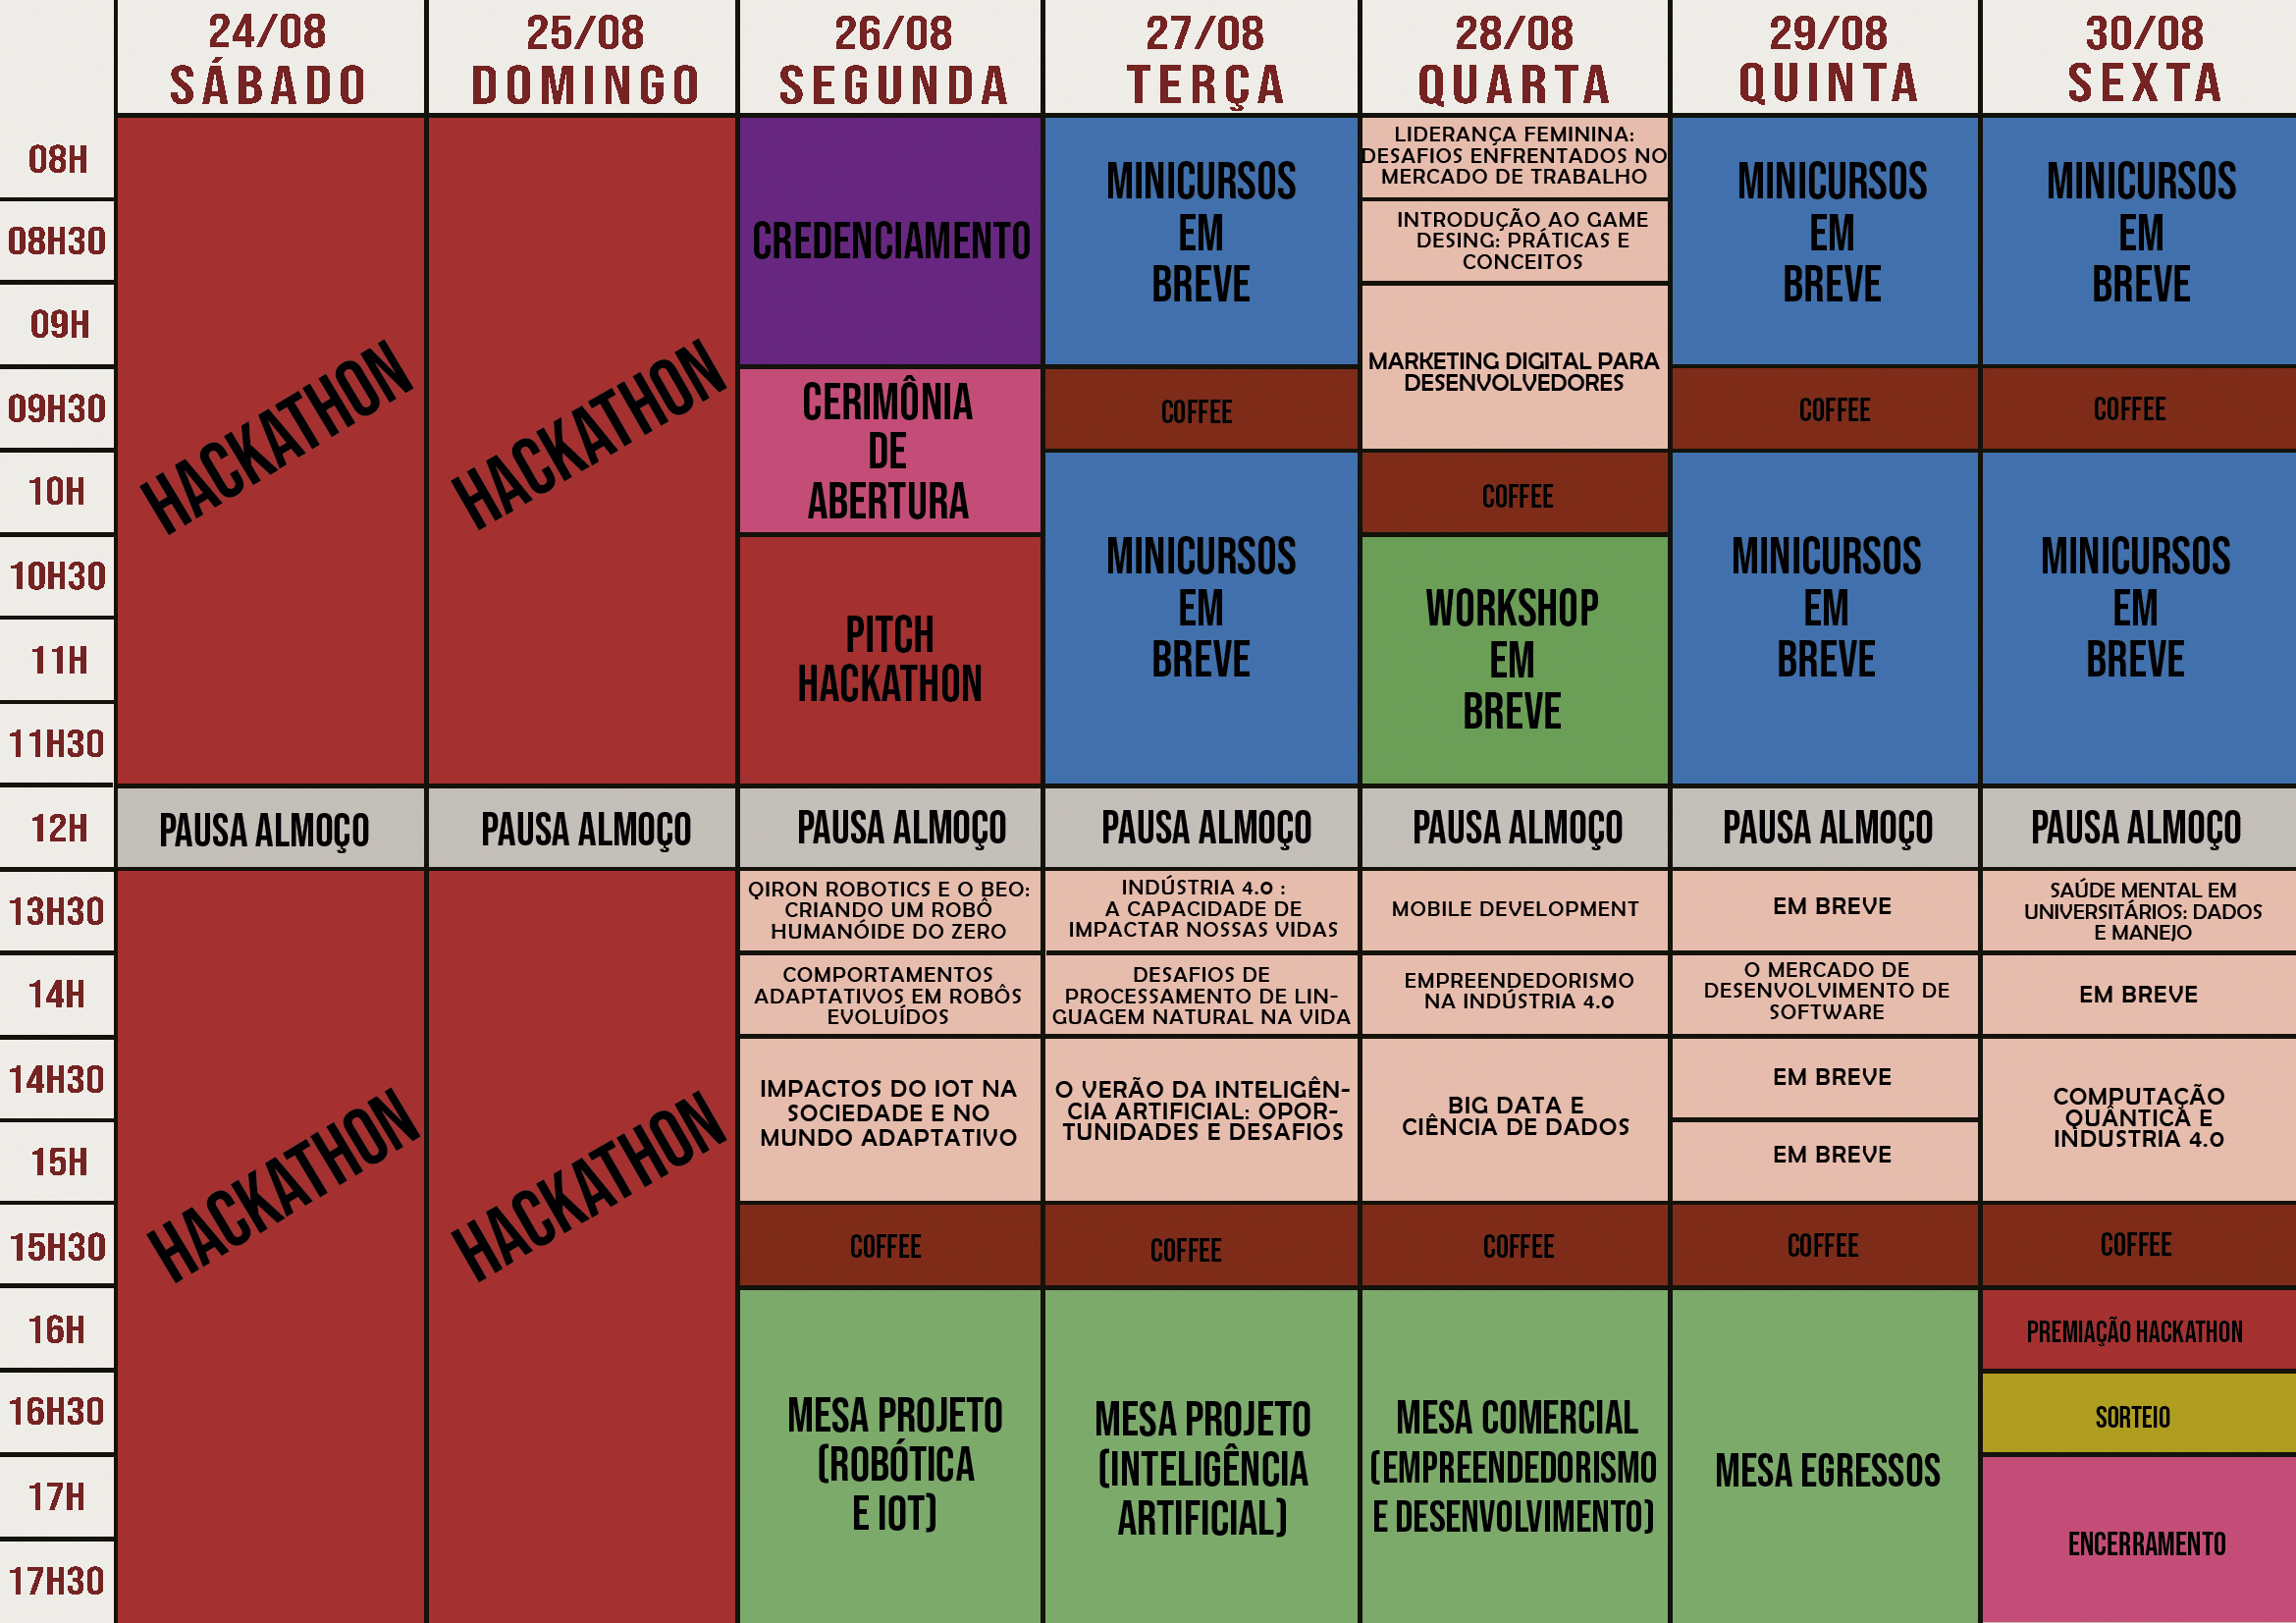 24/08
SÁBADO
25/08
DOMINGO
26/08
SEGUNDA
27/08
TERÇA
28/08
QUARTA
29/08
QUINTA
30/08
SEXTA
08H
08H30
09H
09H30
10H
10H30
11H
11H30
12H
13H30
14H
14H30
15H
15H30
16H
16H30
17H
17H30
HACKATHON
PAUSA ALMOÇO
HACKATHON
HACKATHON
PAUSA ALMOÇO
HACKATHON
CREDENCIAMENTO
CERIMÔNIA
DE
ABERTURA
PITCH
HACKATHON
PAUSA ALMOÇO
QIRON ROBOTICS E O BEO:
CRIANDO UM ROBÔ
HUMANÓIDE DO ZERO
COMPORTAMENTOS
ADAPTATIVOS EM ROBÔS
EVOLUÍDOS
IMPACTOS DO IOT NA
SOCIEDADE E NO
MUNDO ADAPTATIVO
COFFEE
MESA PROJETO
(ROBÓTICA
E IOT)
MINICURSOS
EM
BREVE
COFFEE
MINICURSOS
EM
BREVE
PAUSA ALMOÇO
INDÚSTRIA 4.0 :
A CAPACIDADE DE
IMPACTAR NOSSAS VIDAS
DESAFIOS DE
PROCESSAMENTO DE LIN-
GUAGEM NATURAL NA VIDA
O VERÃO DA INTELIGÊN-
CIA ARTIFICIAL: OPOR-
TUNIDADES E DESAFIOS
COFFEE
MESA PROJETO
(INTELIGÊNCIA
ARTIFICIAL)
LIDERANÇA FEMININA:
DESAFIOS ENFRENTADOS NO
MERCADO DE TRABALHO
INTRODUÇÃO AO GAME
DESING: PRÁTICAS E
CONCEITOS
MARKETING DIGITAL PARA
DESENVOLVEDORES
COFFEE
WORKSHOP
EM
BREVE
PAUSA ALMOÇO
MOBILE DEVELOPMENT
EMPREENDEDORISMO
NA INDÚSTRIA 4.0
BIG DATA E
CIÊNCIA DE DADOS
COFFEE
MESA COMERCIAL
(EMPREENDEDORISMO
E DESENVOLVIMENTO)
MINICURSOS
EM
BREVE
COFFEE
MINICURSOS
EM
BREVE
PAUSA ALMOÇO
EM BREVE
O MERCADO DE
DESENVOLVIMENTO DE
SOFTWARE
EM BREVE
EM BREVE
COFFEE
MESA EGRESSOS
MINICURSOS
EM
BREVE
COFFEE
MINICURSOS
EM
BREVE
PAUSA ALMOÇO
SAÚDE MENTAL EM
UNIVERSITÁRIOS: DADOS
E MANEJO
EM BREVE
COMPUTAÇÃO
QUÂNTICA E
INDÚSTRIA 4.0
COFFEE
PREMIAÇÃO HACKATHON
SORTEIO
ENCERRAMENTO